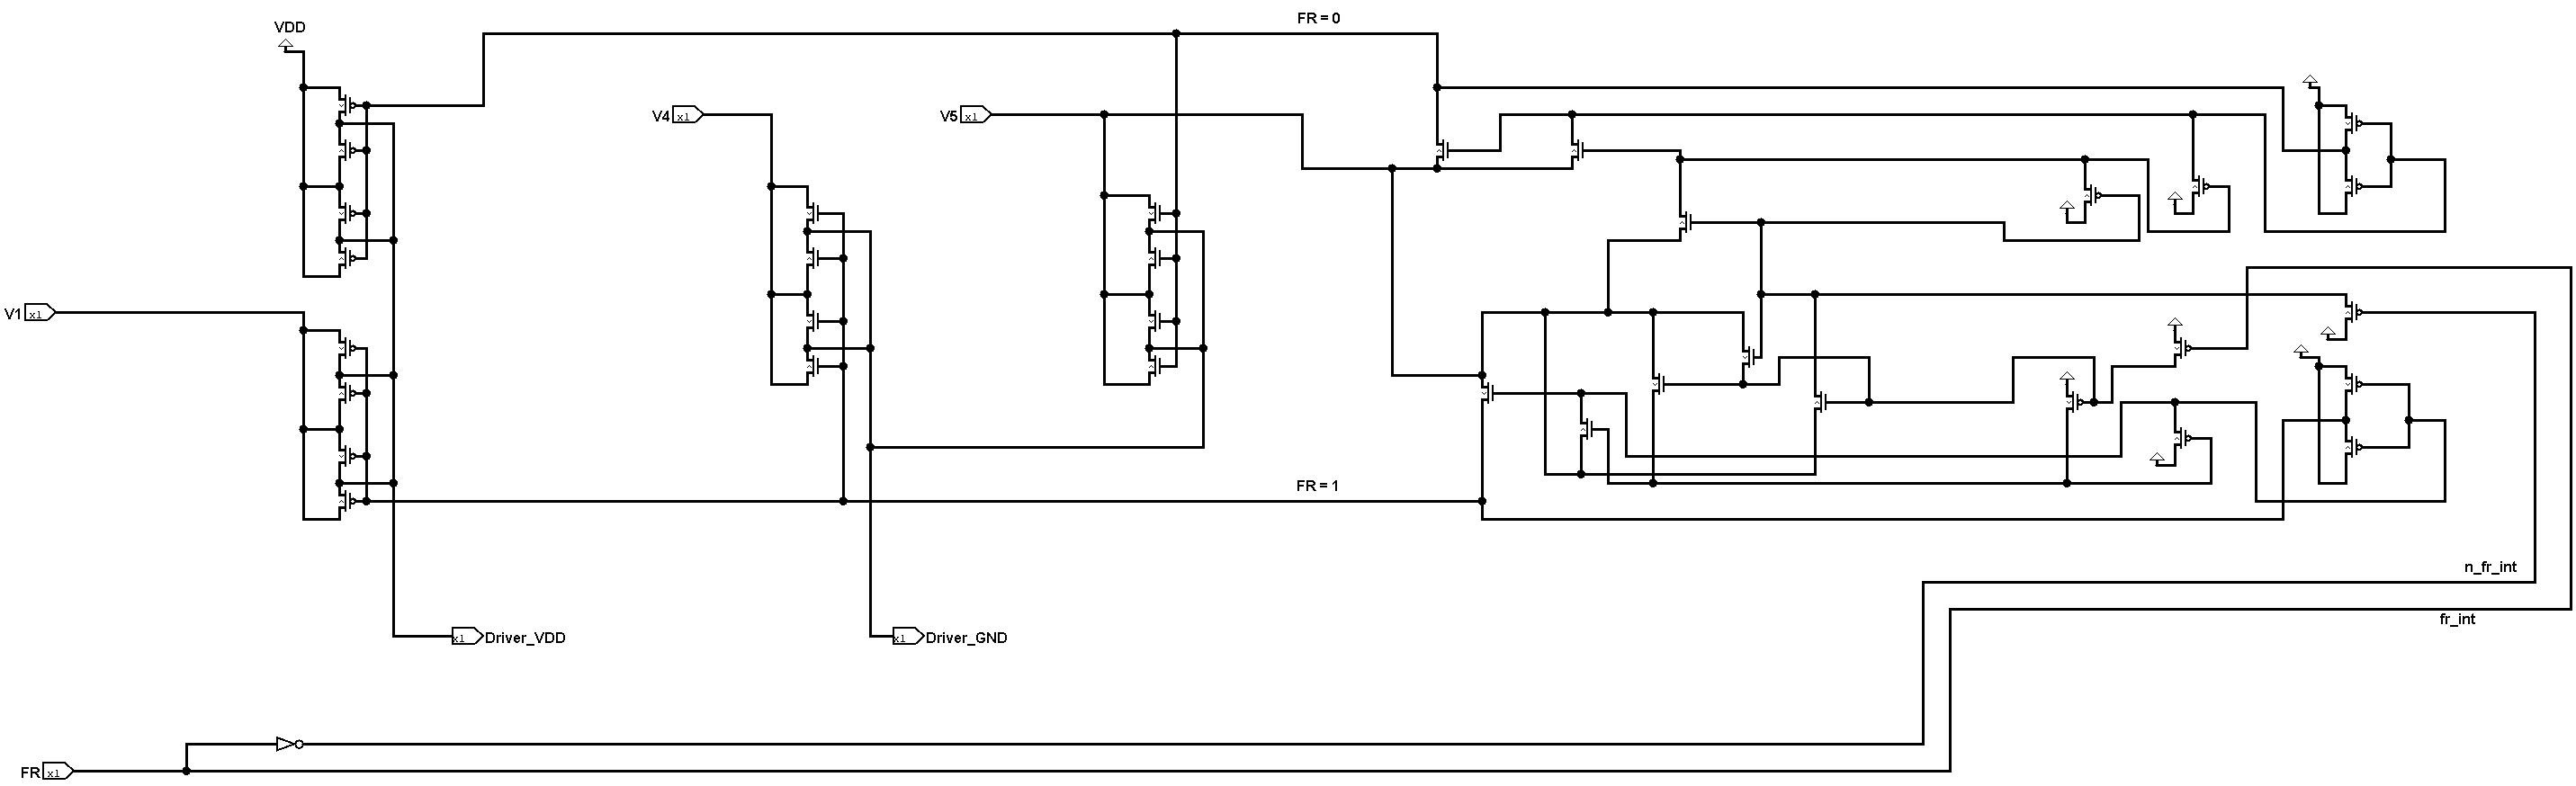 FR = 0
VDD
V4 x1
V5 x1
V1 x1
FR = 1
n_fr_int
fr_int
x1 Driver_VDD
x1 Driver_GND
FR x1